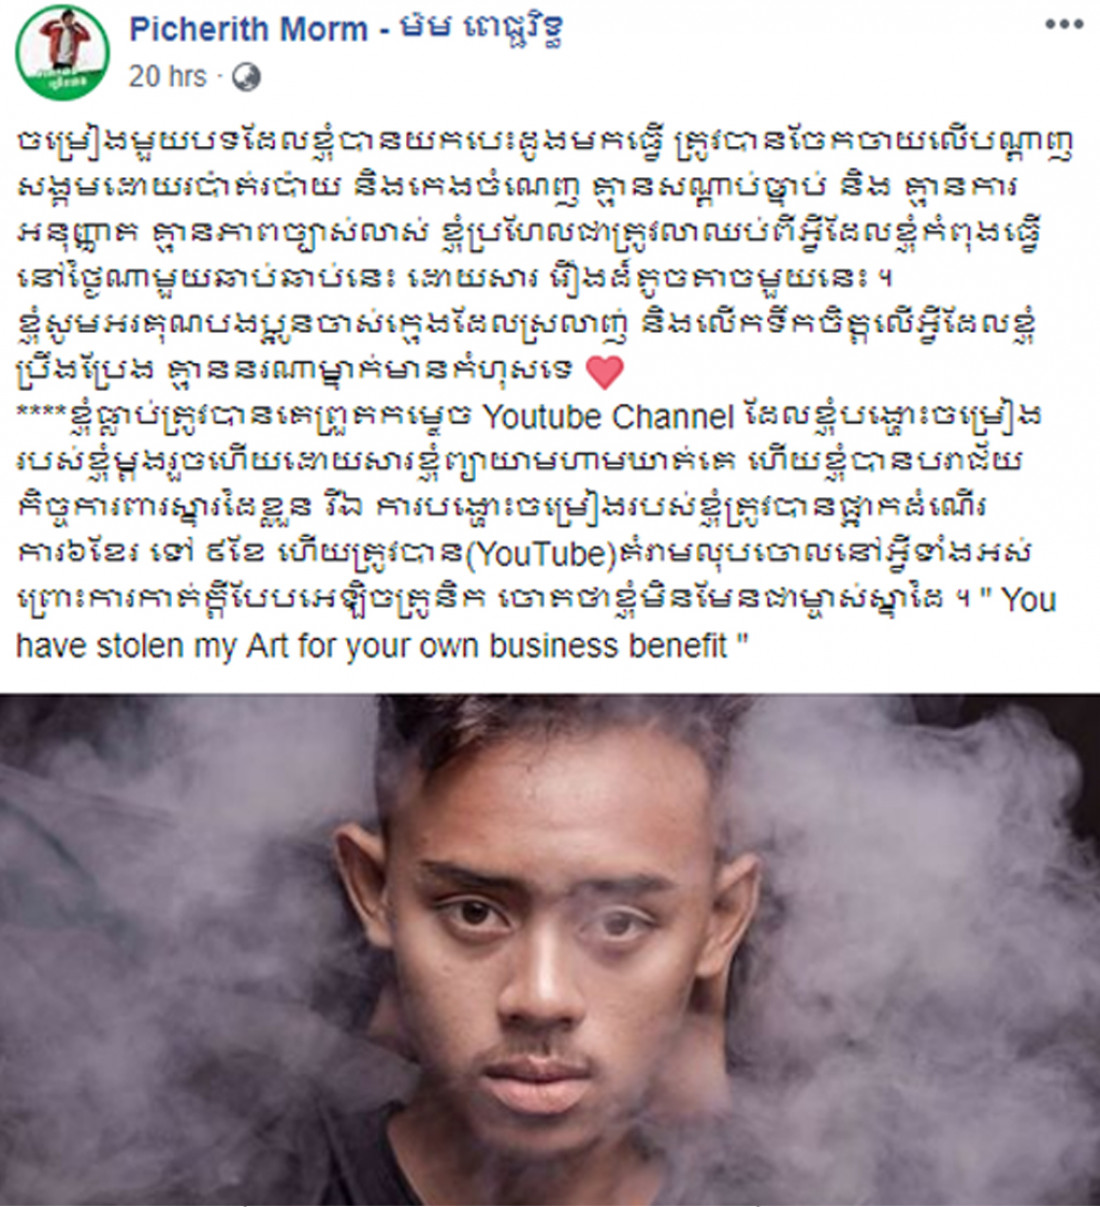 Picherith Morm - ម៉ម ពេជ្ឈរិទ្ធ
20 hrs ·
ចម្រៀងមួយបទដែលខ្ញុំបានយកបេះដូងមកធ្វើ ត្រូវបានចែកចាយលើបណ្តាញ
សង្គមដោយរប៉ាត់រប៉ាយ និងកេងចំណេញ គ្មានសណ្តាប់ធ្នាប់ និង គ្មានការ
អនុញ្ញាត គ្មានភាពច្បាស់លាស់ ខ្ញុំប្រហែលជាត្រូវលាឈប់ពីអ្វីដែលខ្ញុំកំពុងធ្វើ
នៅថ្ងៃណាមួយឆាប់ឆាប់នេះ ដោយសារ រឿងដ៏តូចតាចមួយនេះ ។
ខ្ញុំសូមអរគុណបងប្អូនចាស់ក្មេងដែលស្រលាញ់ និងលើកទឹកចិត្តលើអ្វីដែលខ្ញុំ
ប្រឹងប្រែង គ្មាននរណាម្នាក់មានកំហុសទេ ❤
****ខ្ញុំធ្លាប់ត្រូវបានគេព្រួតកម្ទេច Youtube Channel ដែលខ្ញុំបង្ហោះចម្រៀង
របស់ខ្ញុំម្តងរួចហើយដោយសារខ្ញុំព្យាយាមហាមឃាត់គេ ហើយខ្ញុំបានបរាជ័យ
កិច្ចការពារស្នារដៃខ្លួន រីឯ ការបង្ហោះចម្រៀងរបស់ខ្ញុំត្រូវបានផ្អាកដំណើរ
ការ៦ខែរ ទៅ ៩ខែ ហើយត្រូវបាន(YouTube)គំរាមលុបចោលនៅអ្វីទាំងអស់
ព្រោះការកាត់ក្តីបែបអេឡិចត្រូនិក ចោតថាខ្ញុំមិនមែនជាម្ចាស់ស្នាដៃ ។ " You
have stolen my Art for your own business benefit "